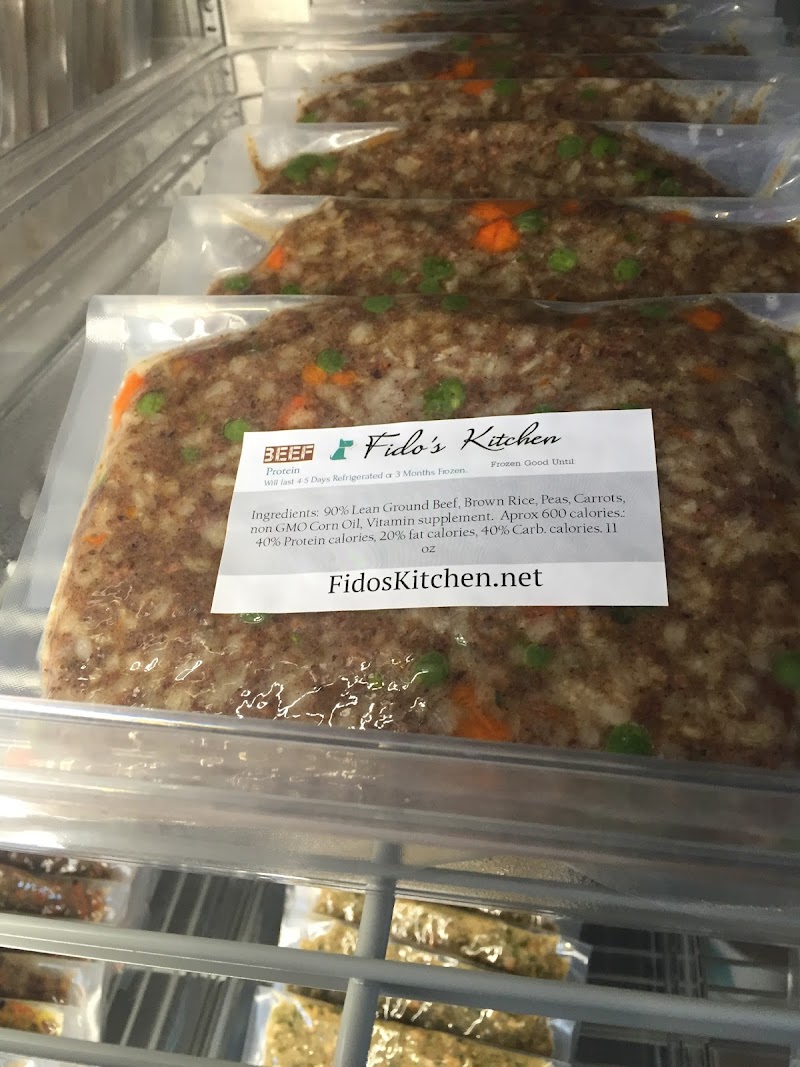 BEEF Fido's Kitchen
Protein
Will last 4-5 Days Refrigerated or 3 Months Frozen. Frozen Good Until
Ingredients: 90% Lean Ground Beef, Brown Rice, Peas, Carrots,
non GMO Corn Oil, Vitamin supplement. Aprox 600 calories.:
40% Protein calories, 20% fat calories, 40% Carb. calories. 11
oz
FidosKitchen.net